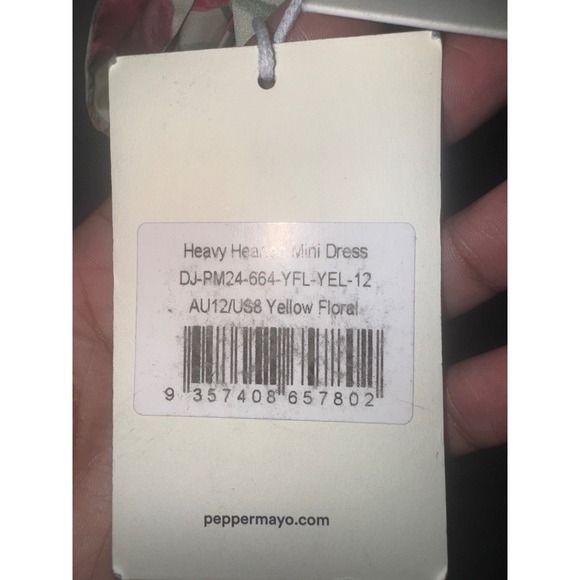 Heavy Hearted Mini Dress
DJ-PM24-664-YFL-YEL-12
AU12/US8 Yellow Floral
9 357408 657802
peppermayo.com